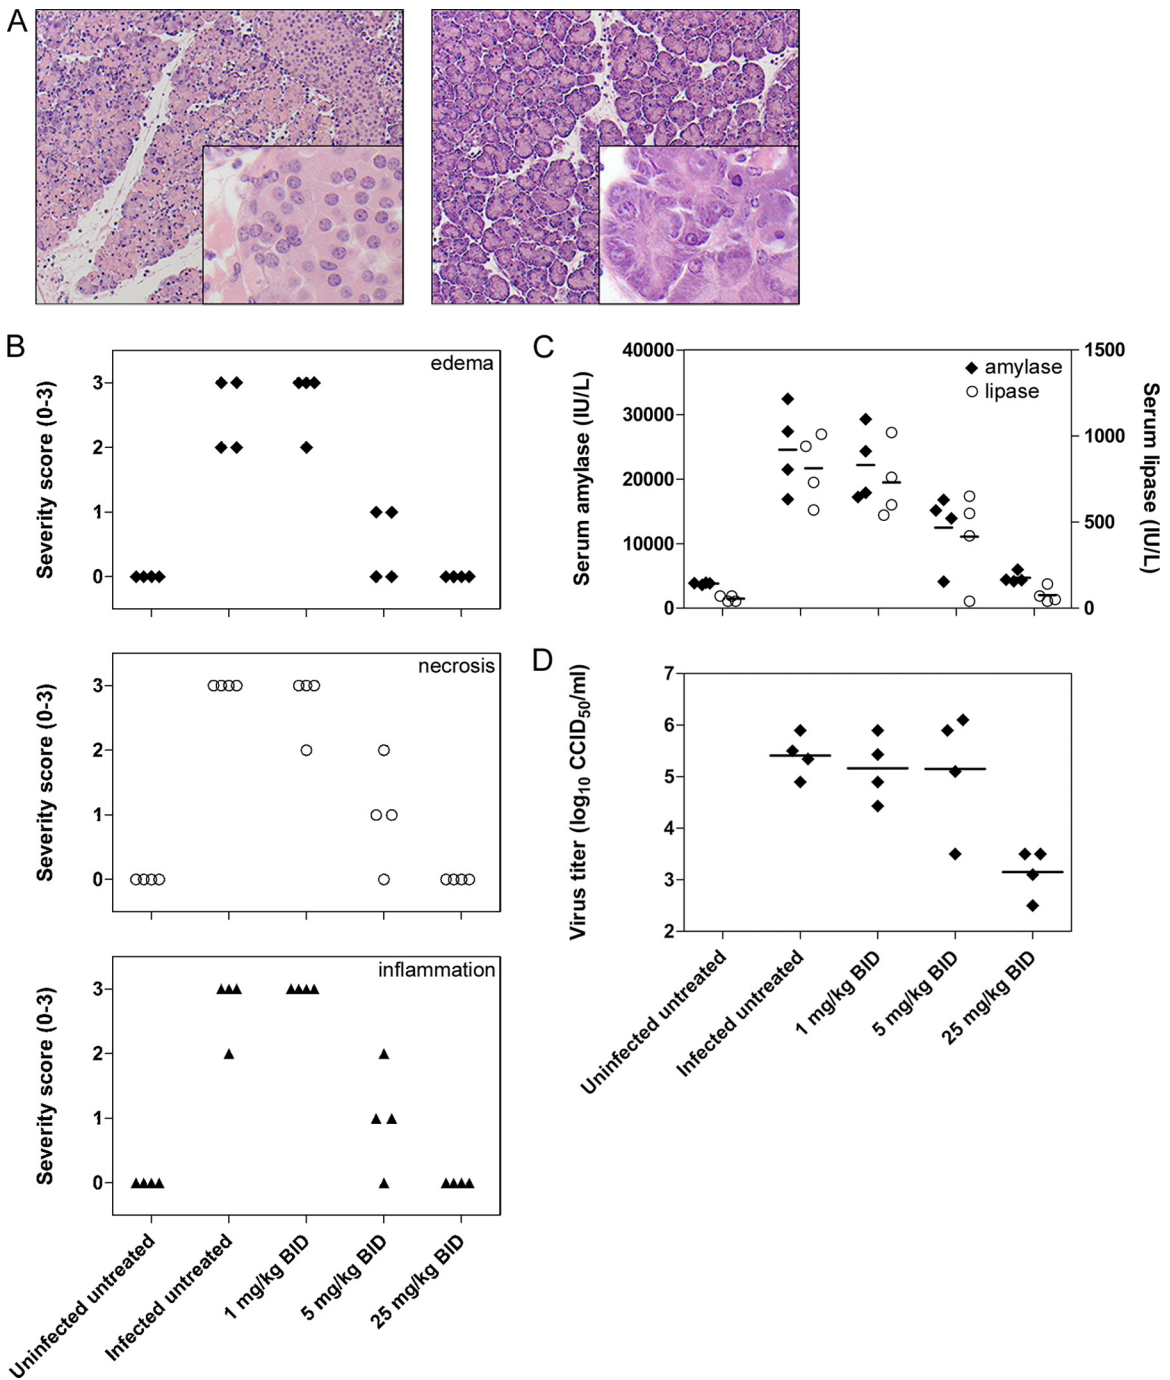 A
B
edema
Severity score (0-3)
3
2
1
0
necrosis
Severity score (0-3)
3
2
1
0
inflammation
Severity score (0-3)
3
2
1
0
Uninfected untreated
Infected untreated
1 mg/kg BID
5 mg/kg BID
25 mg/kg BID
C
amylase
lipase
Serum amylase (IU/L)
40000
30000
20000
10000
0
1500
1000
500
0
Serum lipase (IU/L)
D
Virus titer (log10 CCID50/ml)
7
6
5
4
3
2
Uninfected untreated
Infected untreated
1 mg/kg BID
5 mg/kg BID
25 mg/kg BID